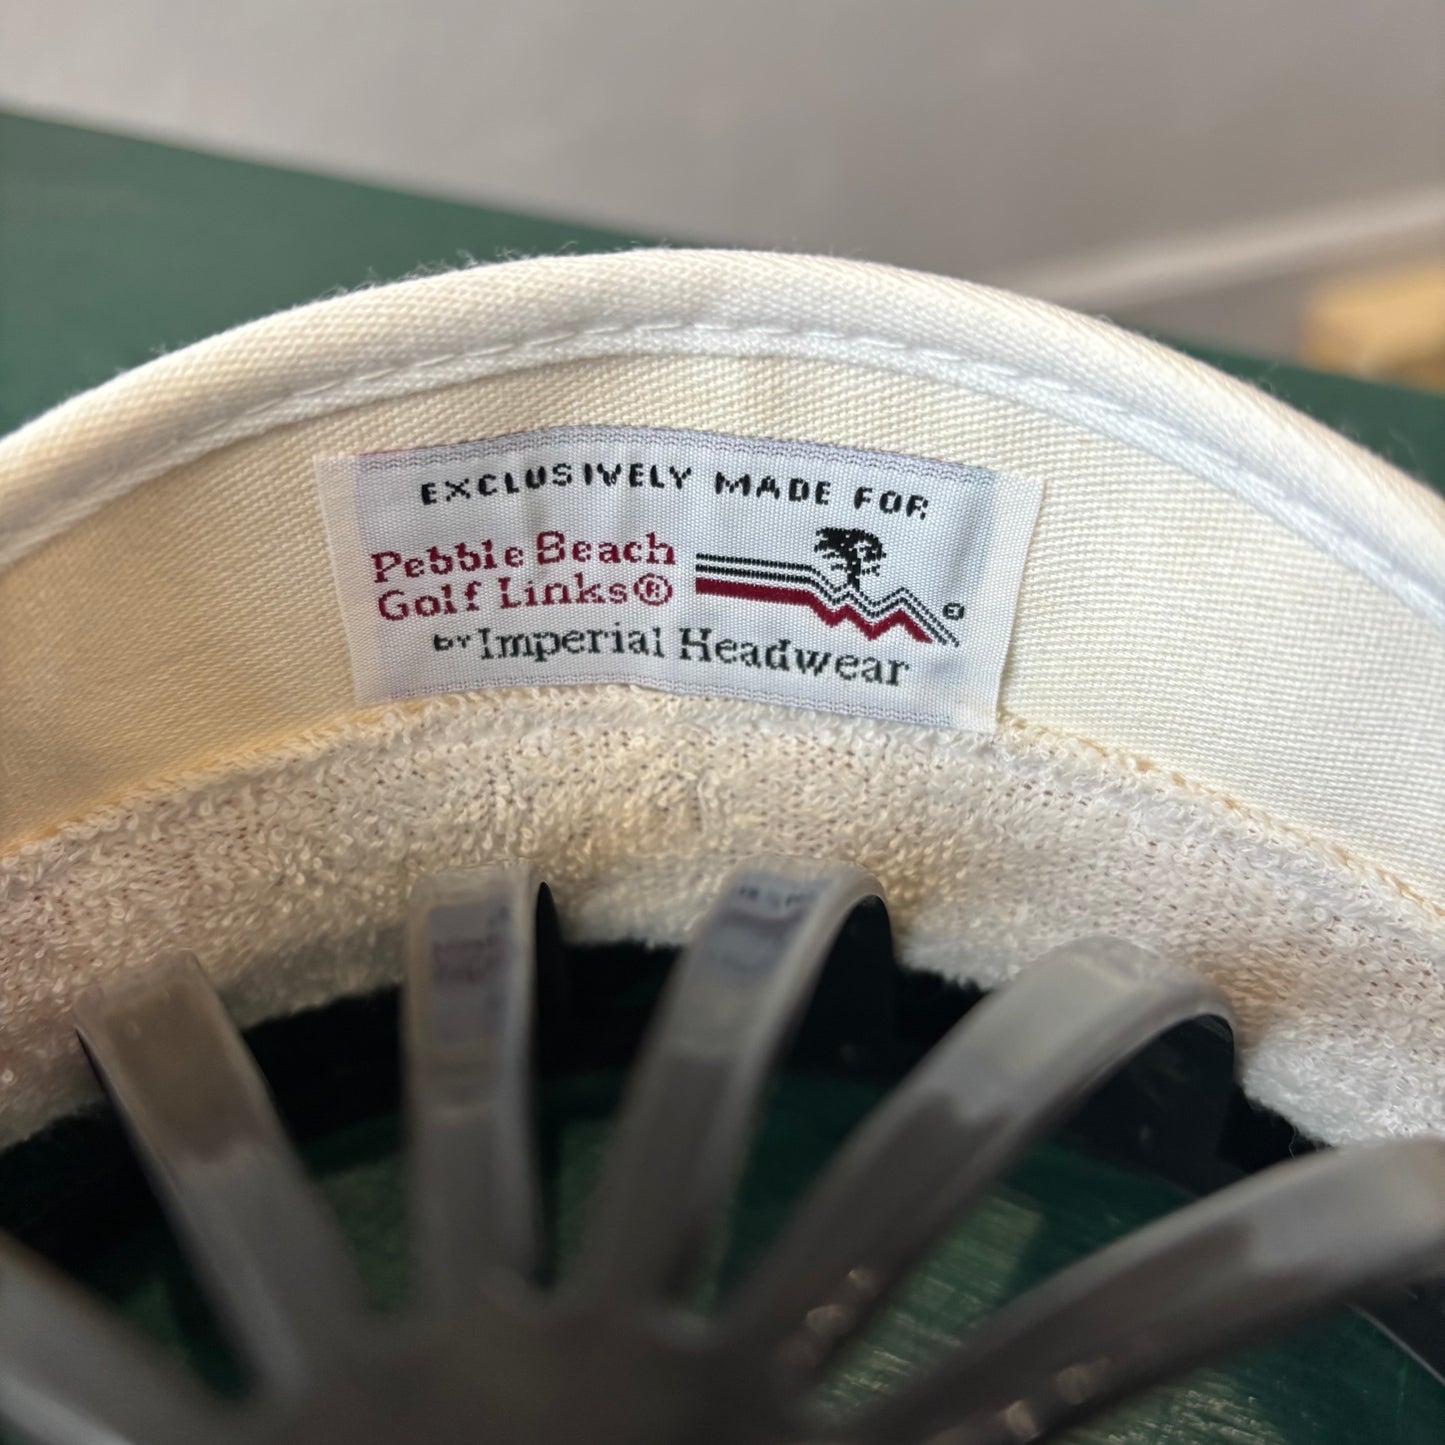 EXCLUSIVELY MADE FOR
Pebble Beach
Golf Links®
by Imperial Headwear